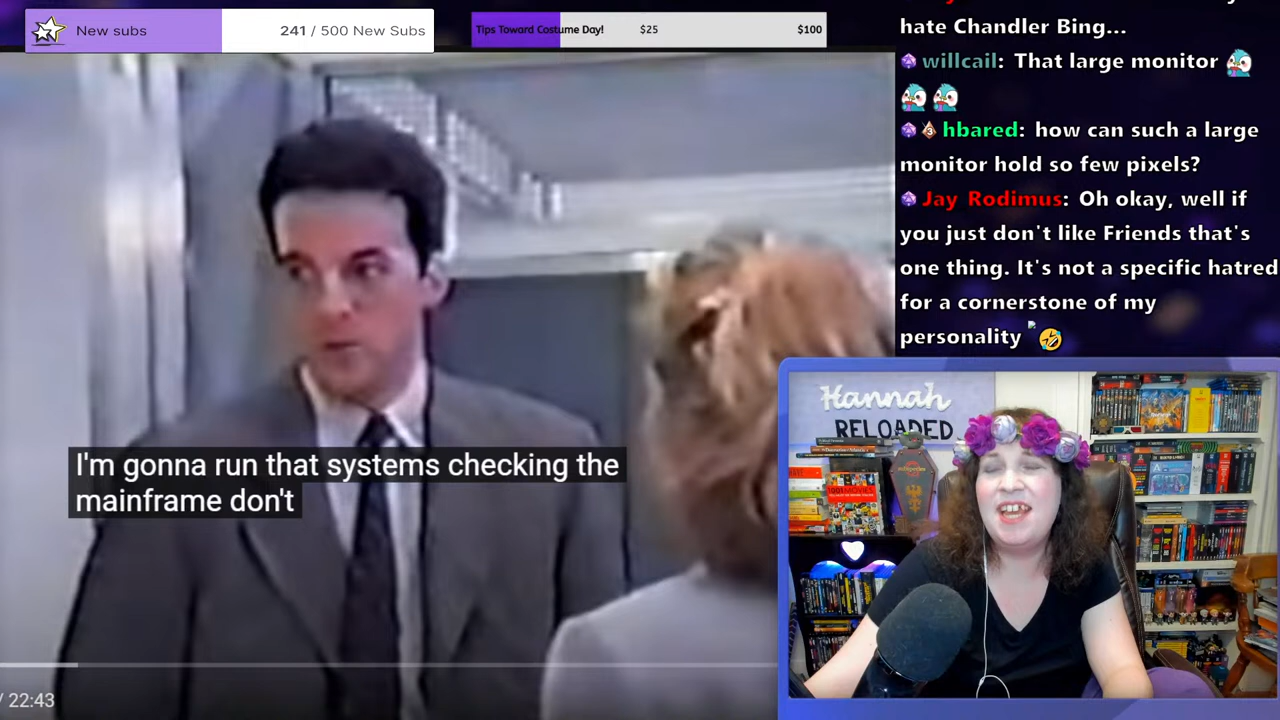 New subs
241 / 500 New Subs
Tips Toward Costume Day!
$25
$100
hate Chandler Bing...
willcail: That large monitor
hbared: how can such a large
monitor hold so few pixels?
Jay Rodimus: Oh okay, well if
you just don't like Friends that's
one thing. It's not a specific hatred
for a cornerstone of my
personality
I'm gonna run that systems checking the
mainframe don't
Hannah
RELOADED
/ 22:43